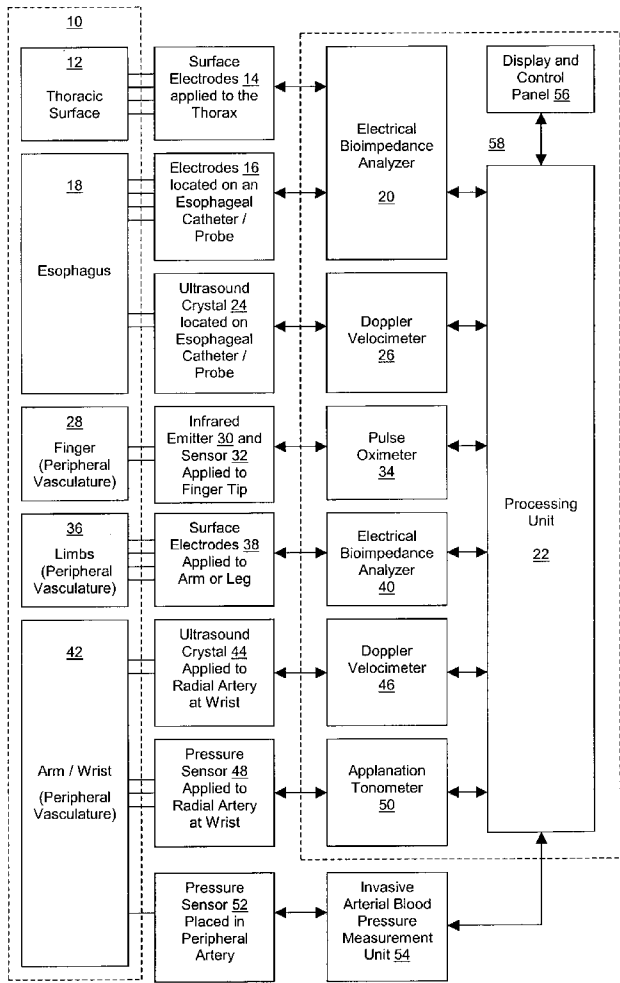 10
12
Thoracic
Surface
Surface
Electrodes 14
applied to the
Thorax
Electrical
Bioimpedance
Analyzer
20
Display and
Control
Panel 56
58
18
Esophagus
Electrodes 16
located on an
Esophageal
Catheter /
Probe
Ultrasound
Crystal 24
located on
Esophageal
Catheter /
Probe
Doppler
Velocimeter
26
28
Finger
(Peripheral
Vasculature)
Infrared
Emitter 30 and
Sensor 32
Applied to
Finger Tip
Pulse
Oximeter
34
Processing
Unit
22
36
Limbs
(Peripheral
Vasculature)
Surface
Electrodes 38
Applied to
Arm or Leg
Electrical
Bioimpedance
Analyzer
40
42
Arm / Wrist
(Peripheral
Vasculature)
Ultrasound
Crystal 44
Applied to
Radial Artery
at Wrist
Doppler
Velocimeter
46
Pressure
Sensor 48
Applied to
Radial Artery
at Wrist
Applanation
Tonometer
50
Pressure
Sensor 52
Placed in
Peripheral
Artery
Invasive
Arterial Blood
Pressure
Measurement
Unit 54